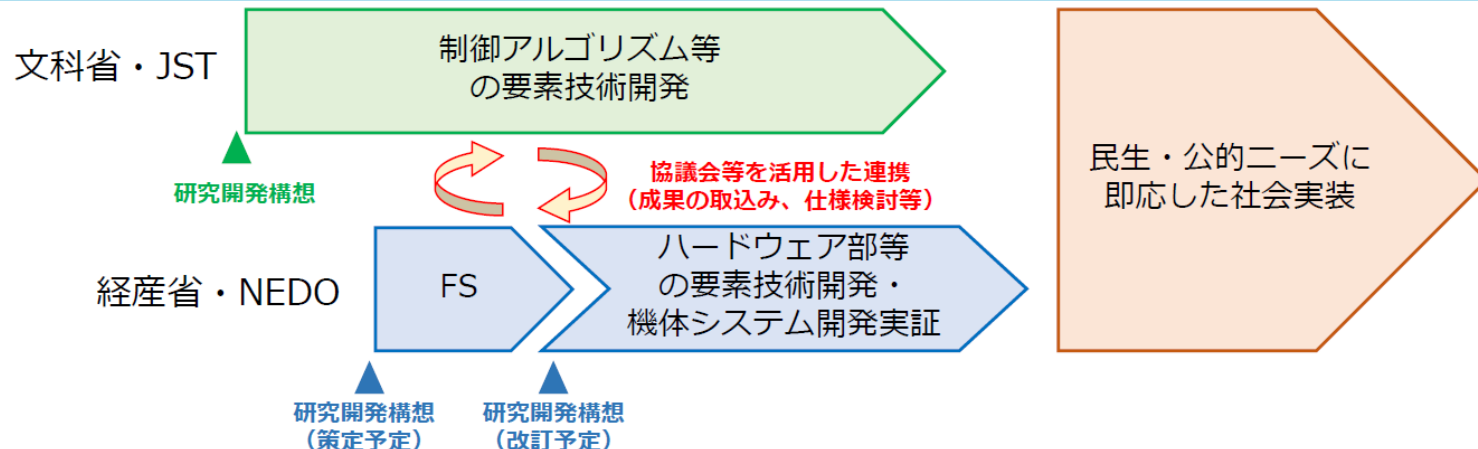 文科省・JST
制御アルゴリズム等
の要素技術開発
研究開発構想
協議会等を活用した連携
（成果の取込み、仕様検討等）
民生・公的ニーズに
即応した社会実装
経産省・NEDO
FS
ハードウェア部等
の要素技術開発・
機体システム開発実証
研究開発構想
（策定予定）
研究開発構想
（改訂予定）